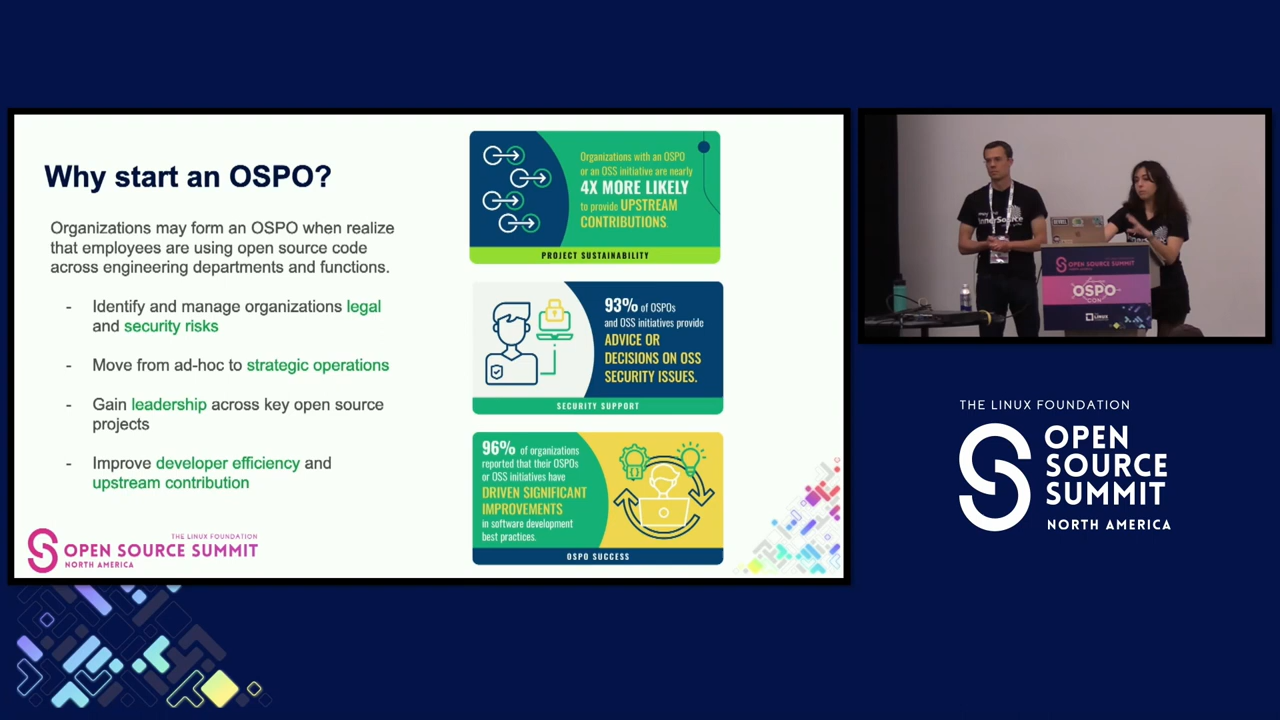 Why start an OSPO?
Organizations may form an OSPO when realize
that employees are using open source code
across engineering departments and functions.
- Identify and manage organizations legal
and security risks
- Move from ad-hoc to strategic operations
- Gain leadership across key open source
projects
- Improve developer efficiency and
upstream contribution
THE LINUX FOUNDATION
OPEN SOURCE SUMMIT
NORTH AMERICA
Organizations with an OSPO
or an OSS initiative are nearly
4X MORE LIKELY
to provide UPSTREAM
CONTRIBUTIONS.
PROJECT SUSTAINABILITY
93% of OSPOs
and OSS initiatives provide
ADVICE OR
DECISIONS ON OSS
SECURITY ISSUES.
SECURITY SUPPORT
96% of organizations
reported that their OSPOs
or OSS initiatives have
DRIVEN SIGNIFICANT
IMPROVEMENTS
in software development
best practices.
OSPO SUCCESS
InnerSource
OPEN SOURCE SUMMIT
OSPO
CON
LINUX
THE LINUX FOUNDATION
OPEN
SOURCE
SUMMIT
NORTH AMERICA